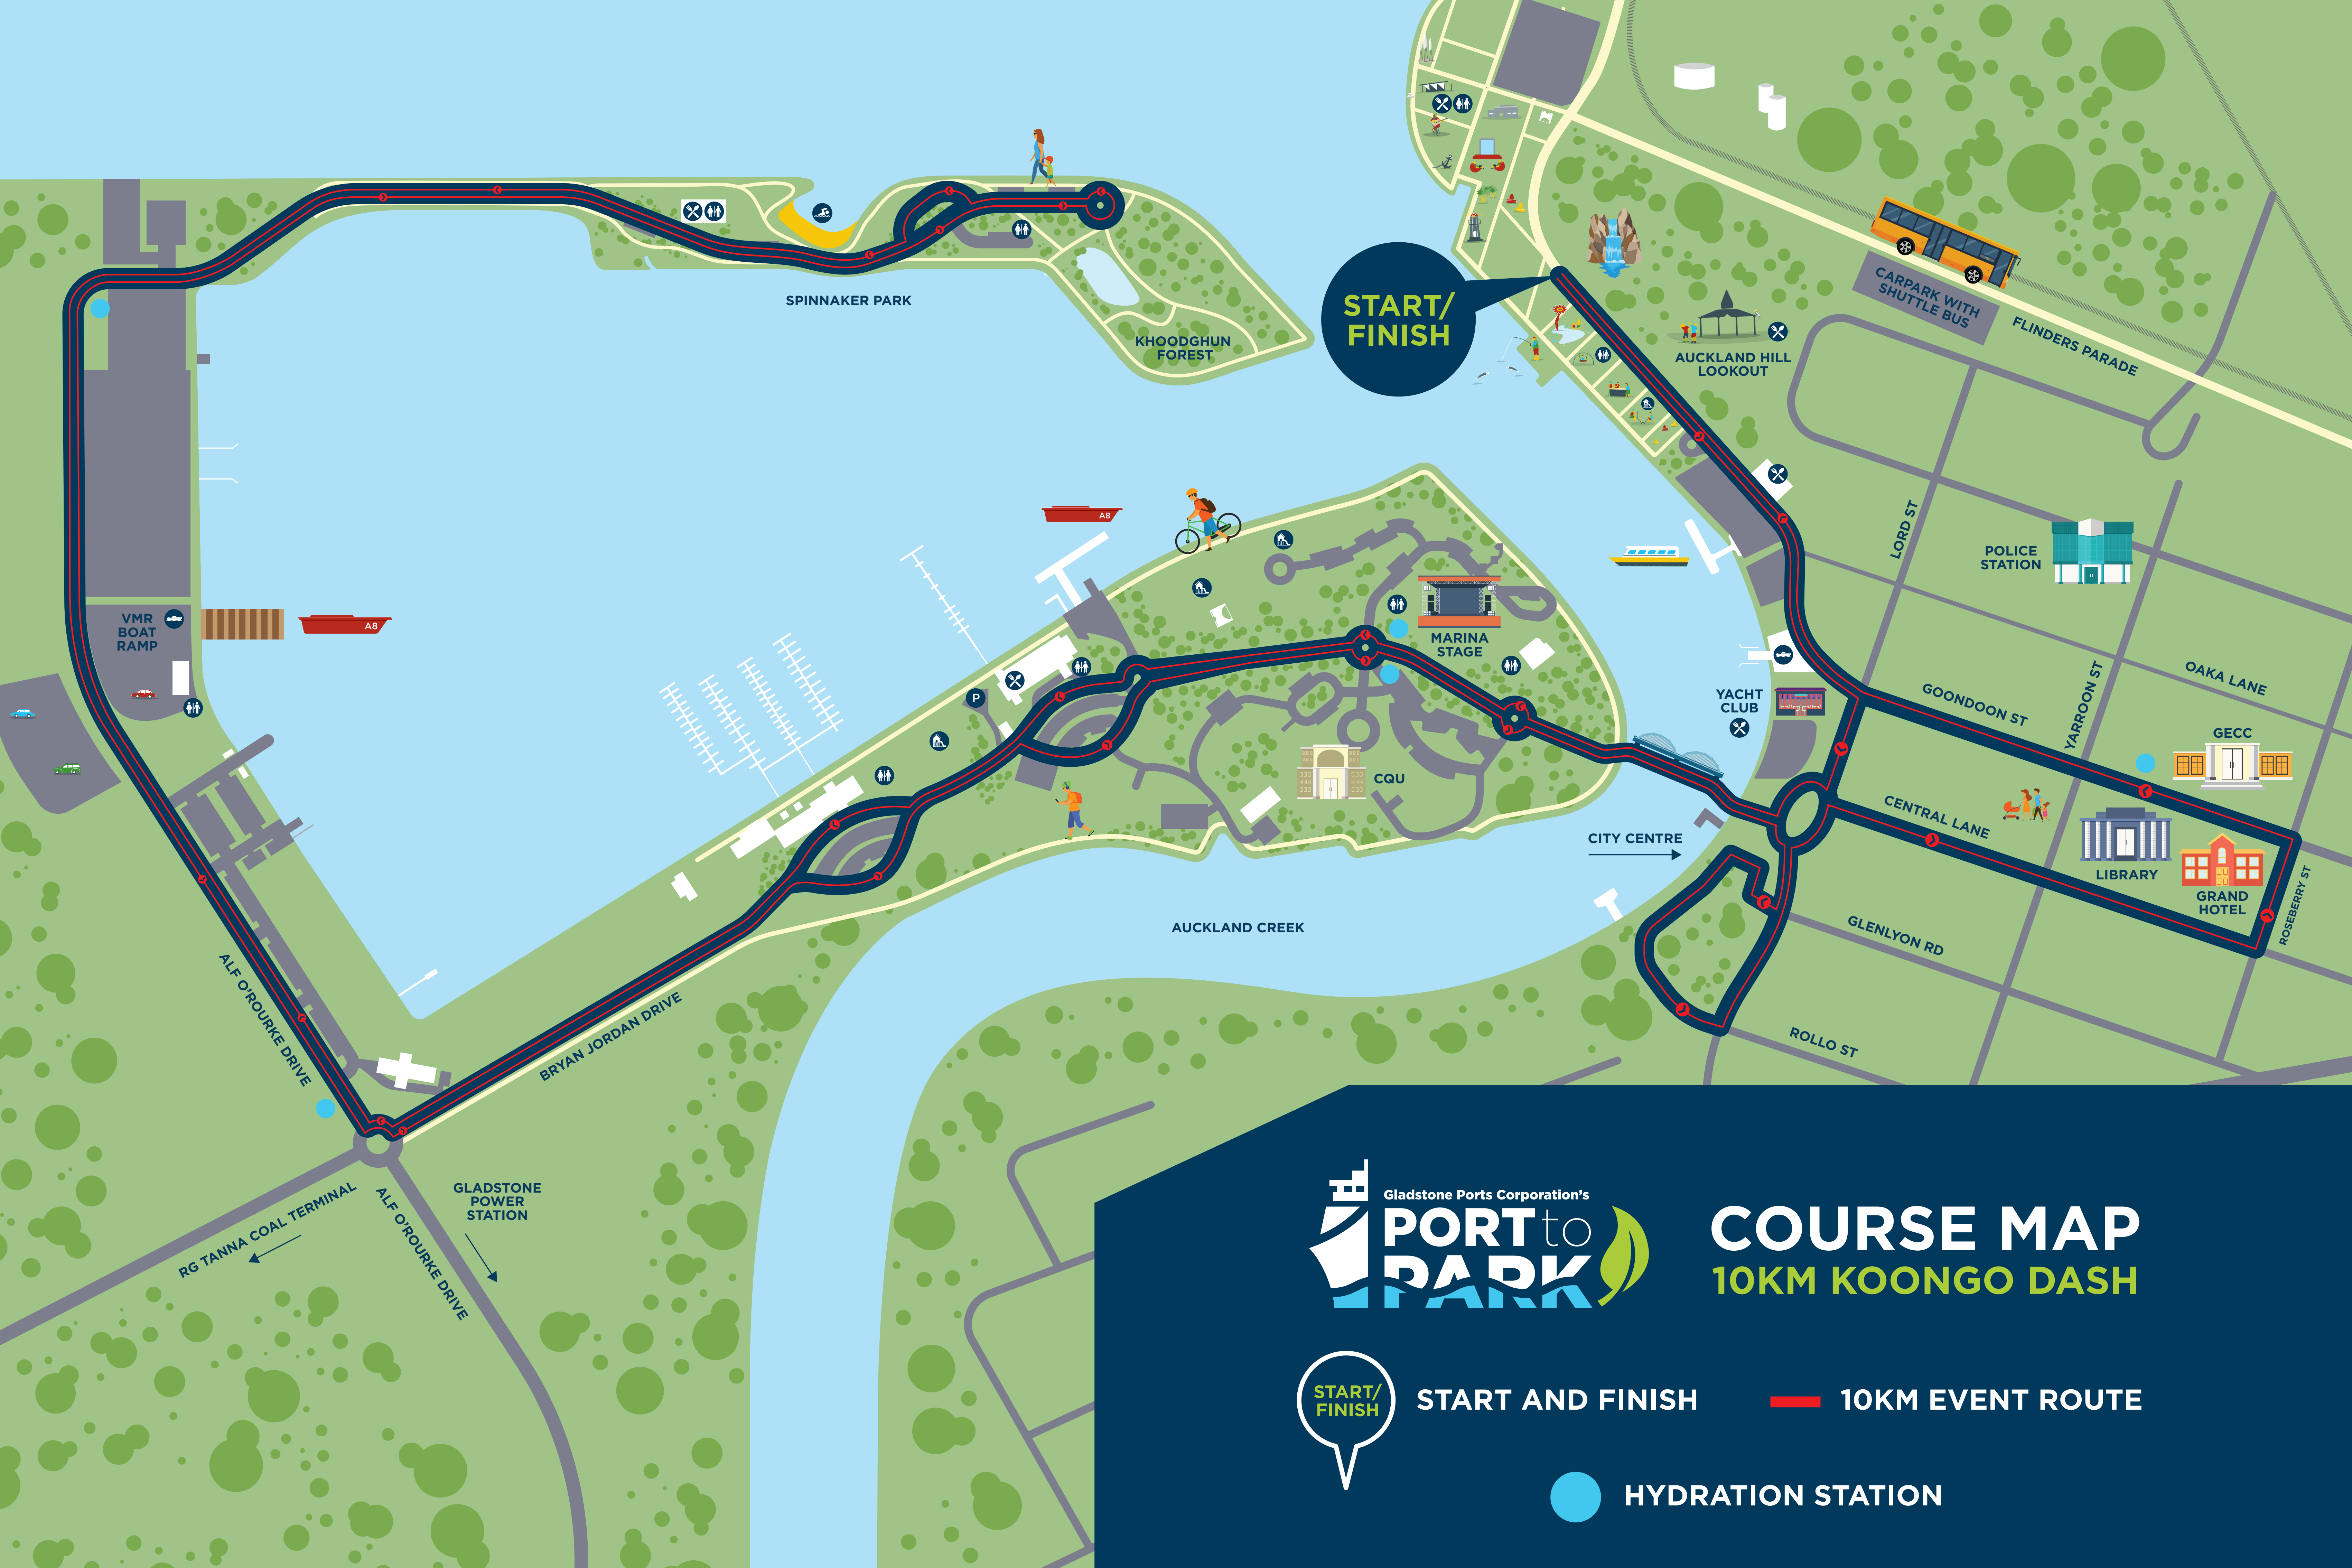 SPINNAKER PARK
KHOODGHUN
FOREST
START/
FINISH
AUCKLAND HILL
LOOKOUT
CARPARK WITH
SHUTTLE BUS
FLINDERS PARADE
A8
A8
VMR
BOAT
RAMP
MARINA
STAGE
P
LORD ST
POLICE
STATION
YACHT
CLUB
GOONDOON ST
YARROON ST
OAKA LANE
GECC
CQU
CITY CENTRE
CENTRAL LANE
LIBRARY
GRAND
HOTEL
ROSEBERRY ST
GLENLYON RD
AUCKLAND CREEK
ROLLO ST
ALF O'ROURKE DRIVE
BRYAN JORDAN DRIVE
RG TANNA COAL TERMINAL
ALF O'ROURKE DRIVE
GLADSTONE
POWER
STATION
Gladstone Ports Corporation's
PORT to
PARK
COURSE MAP
10KM KOONGO DASH
START/
FINISH
START AND FINISH
10KM EVENT ROUTE
HYDRATION STATION